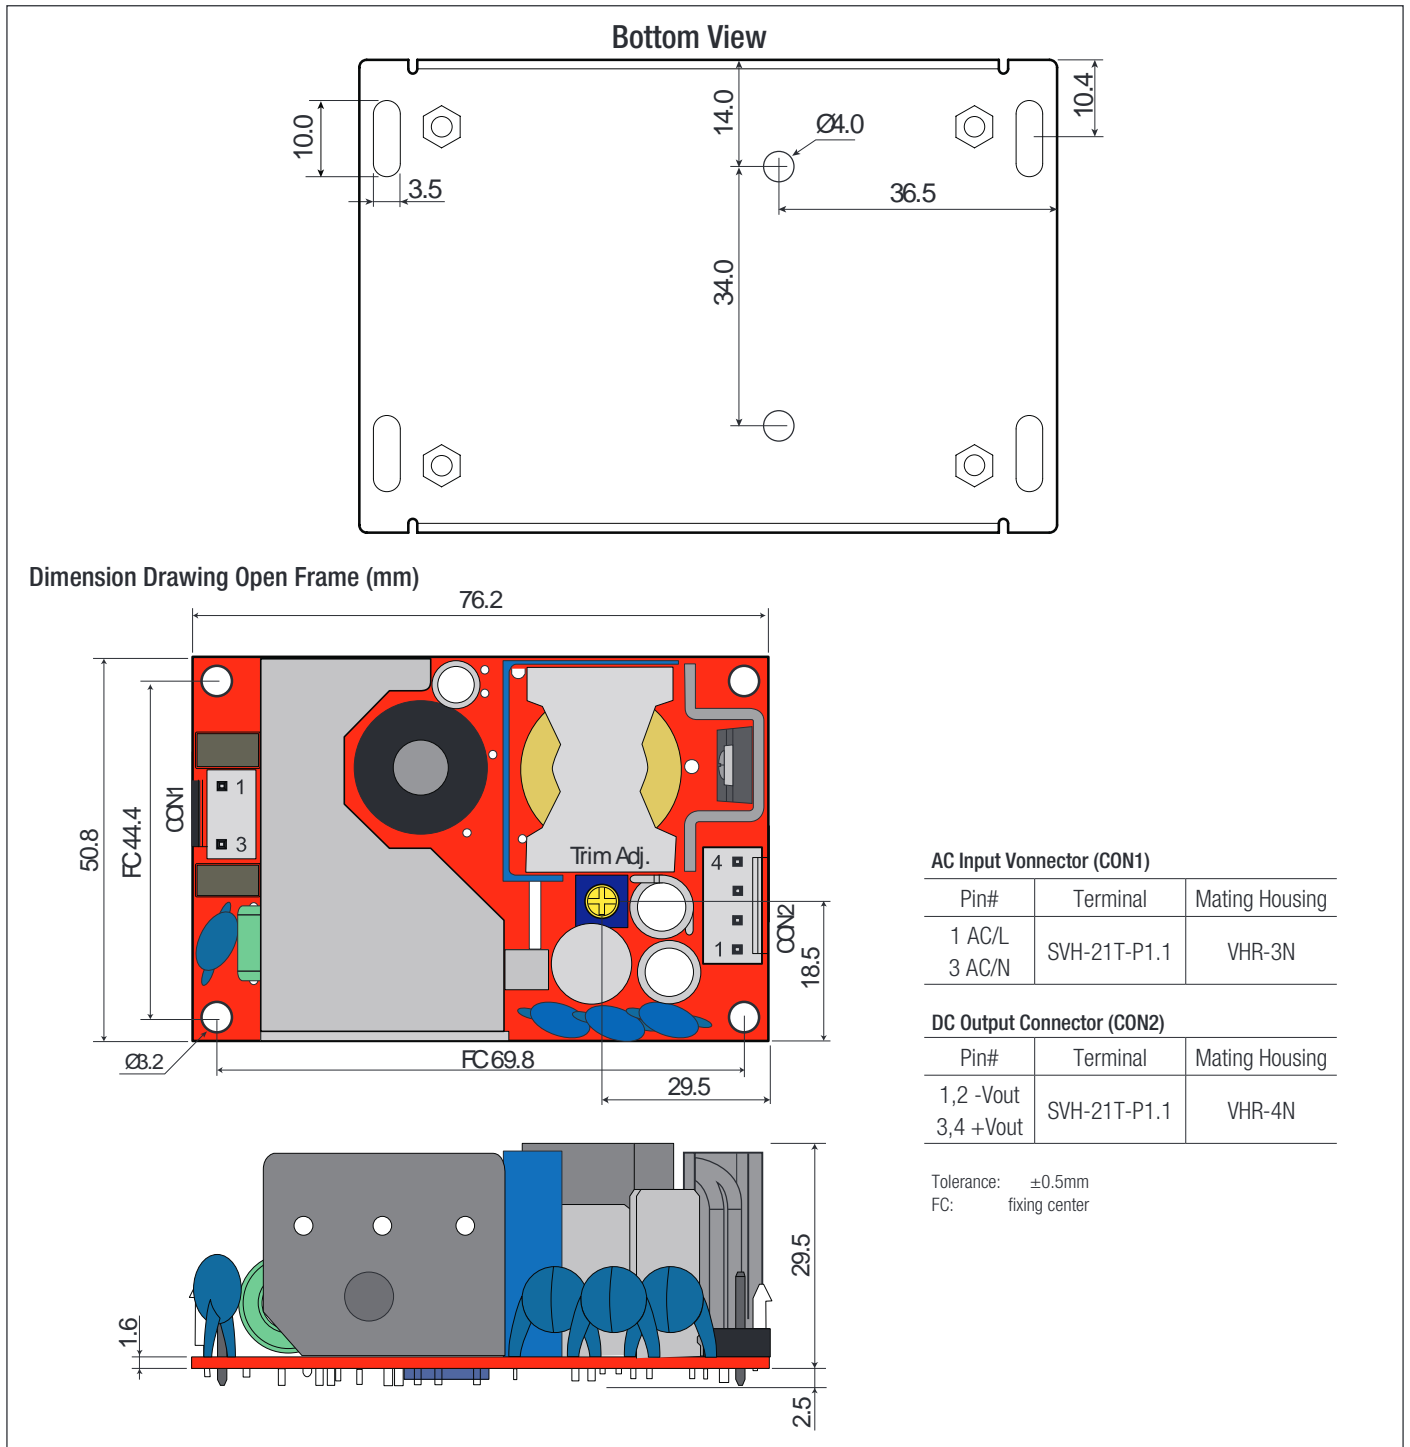 Bottom View
10.0
3.5
14.0
Ø4.0
10.4
36.5
34.0
Dimension Drawing Open Frame (mm)
76.2
50.8
FC 44.4
CON1
1
3
Trim Adj.
4
1
CON2
18.5
Ø3.2
FC 69.8
29.5
AC Input Vonnector (CON1)
Pin# Terminal Mating Housing
1 AC/L
3 AC/N
SVH-21T-P1.1 VHR-3N
DC Output Connector (CON2)
Pin# Terminal Mating Housing
1,2 -Vout
3,4 +Vout
SVH-21T-P1.1 VHR-4N
Tolerance: ±0.5mm
FC: fixing center
1.6
29.5
2.5